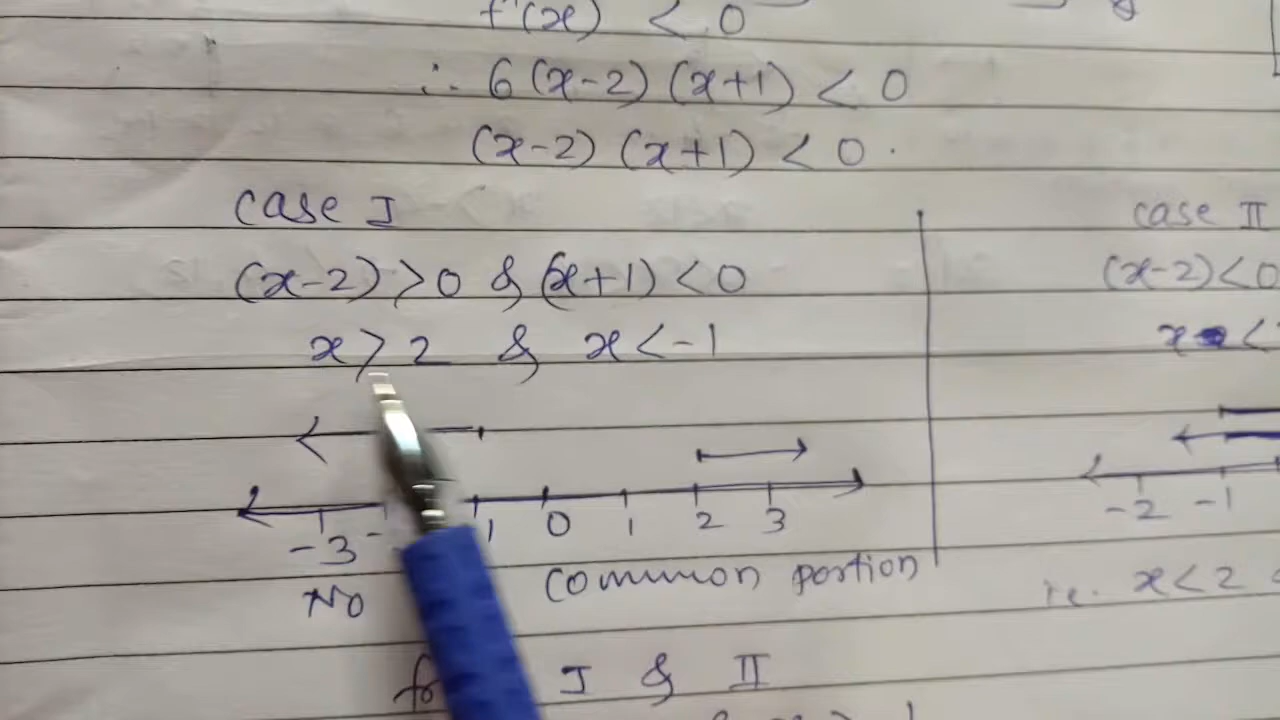 f'(x) < 0
∴ 6(x-2)(x+1) < 0
(x-2)(x+1) < 0.
case I
(x-2) > 0 & (x+1) < 0
x > 2 & x < -1
-3 - 1 0 1 2 3
No common portion
I & II
case II
(x-2) < 0
x <
-2 -1
i.e. x < 2